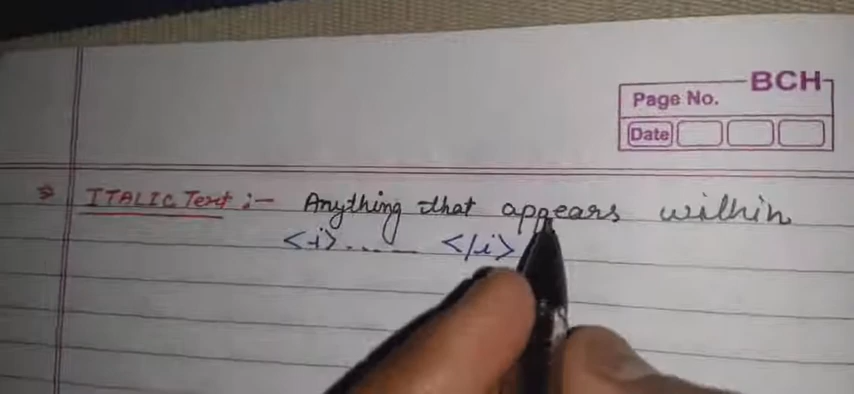 BCH
Page No.
Date
⇒ ITALIC Text :- Anything that appears within
<i>....... </i>